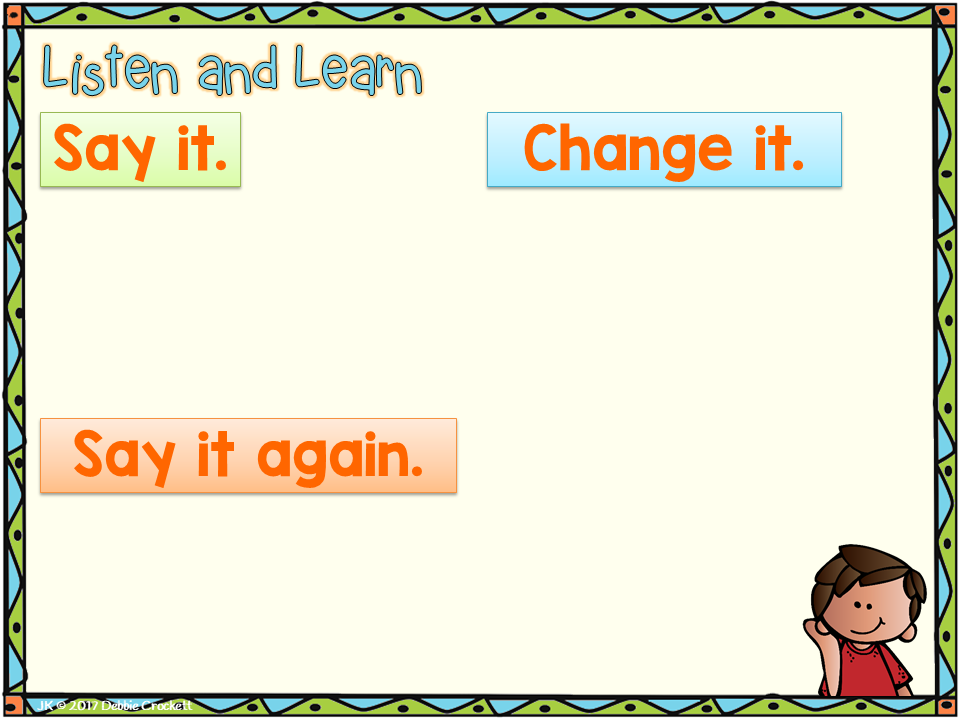 Listen and Learn
Say it.
Change it.
Say it again.
JK © 2017 Debbie Crockett